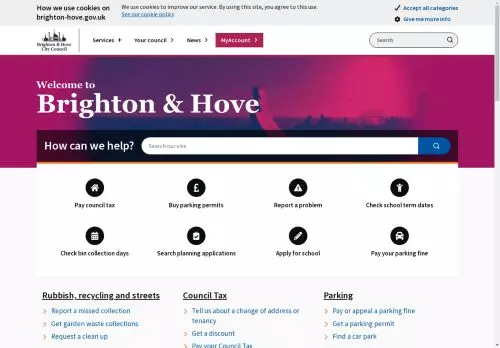 How we use cookies on
brighton-hove.gov.uk
We use cookies to improve our service. By using this site, you agree to this use.
See our cookie policy
Accept all categories
Give me more info
Brighton & Hove
City Council
Services +
Your council
News
MyAccount
Search
Welcome to
Brighton & Hove
How can we help?
Search our site
Pay council tax
Buy parking permits
Report a problem
Check school term dates
Check bin collection days
Search planning applications
Apply for school
Pay your parking fine
Rubbish, recycling and streets
Report a missed collection
Get garden waste collections
Request a clean up
Council Tax
Tell us about a change of address or
tenancy
Get a discount
Pay your Council Tax
Parking
Pay or appeal a parking fine
Get a parking permit
Find a car park